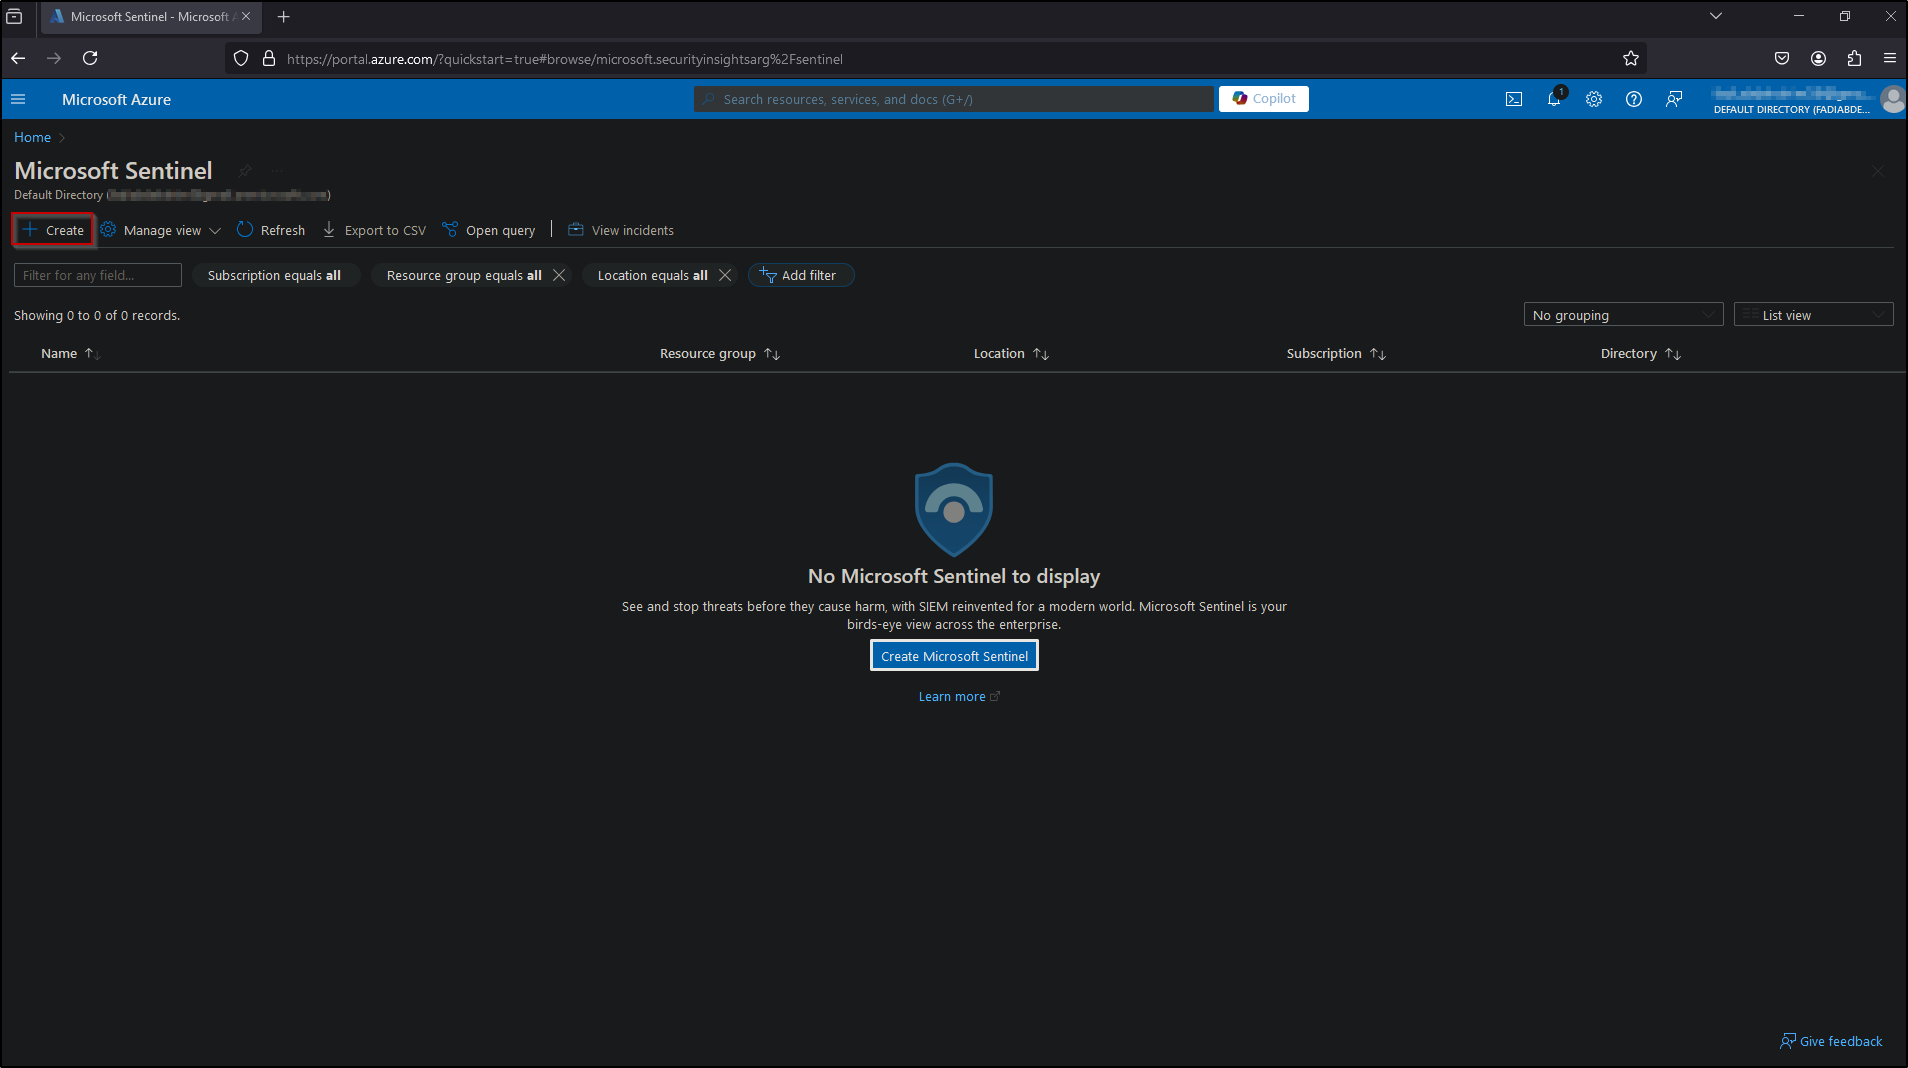 Microsoft Sentinel - Microsoft A
https://portal.azure.com/?quickstart=true#browse/microsoft.securityinsightsarg%2Fsentinel
Microsoft Azure
Search resources, services, and docs (G+/)
Copilot
1
DEFAULT DIRECTORY (FADIABDE...
Home
Microsoft Sentinel
Default Directory (
Create
Manage view
Refresh
Export to CSV
Open query
View incidents
Filter for any field...
Subscription equals all
Resource group equals all
Location equals all
Add filter
Showing 0 to 0 of 0 records.
No grouping
List view
Name
Resource group
Location
Subscription
Directory
No Microsoft Sentinel to display
See and stop threats before they cause harm, with SIEM reinvented for a modern world. Microsoft Sentinel is your
birds-eye view across the enterprise.
Create Microsoft Sentinel
Learn more
Give feedback